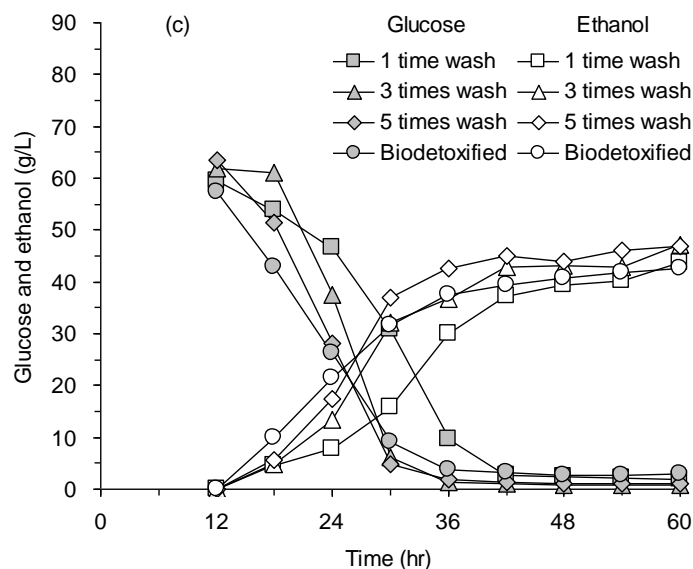 (c)
Glucose Ethanol
1 time wash 1 time wash
3 times wash 3 times wash
5 times wash 5 times wash
Biodetoxified Biodetoxified
Glucose and ethanol (g/L)
90
80
70
60
50
40
30
20
10
0
0 12 24 36 48 60
Time (hr)